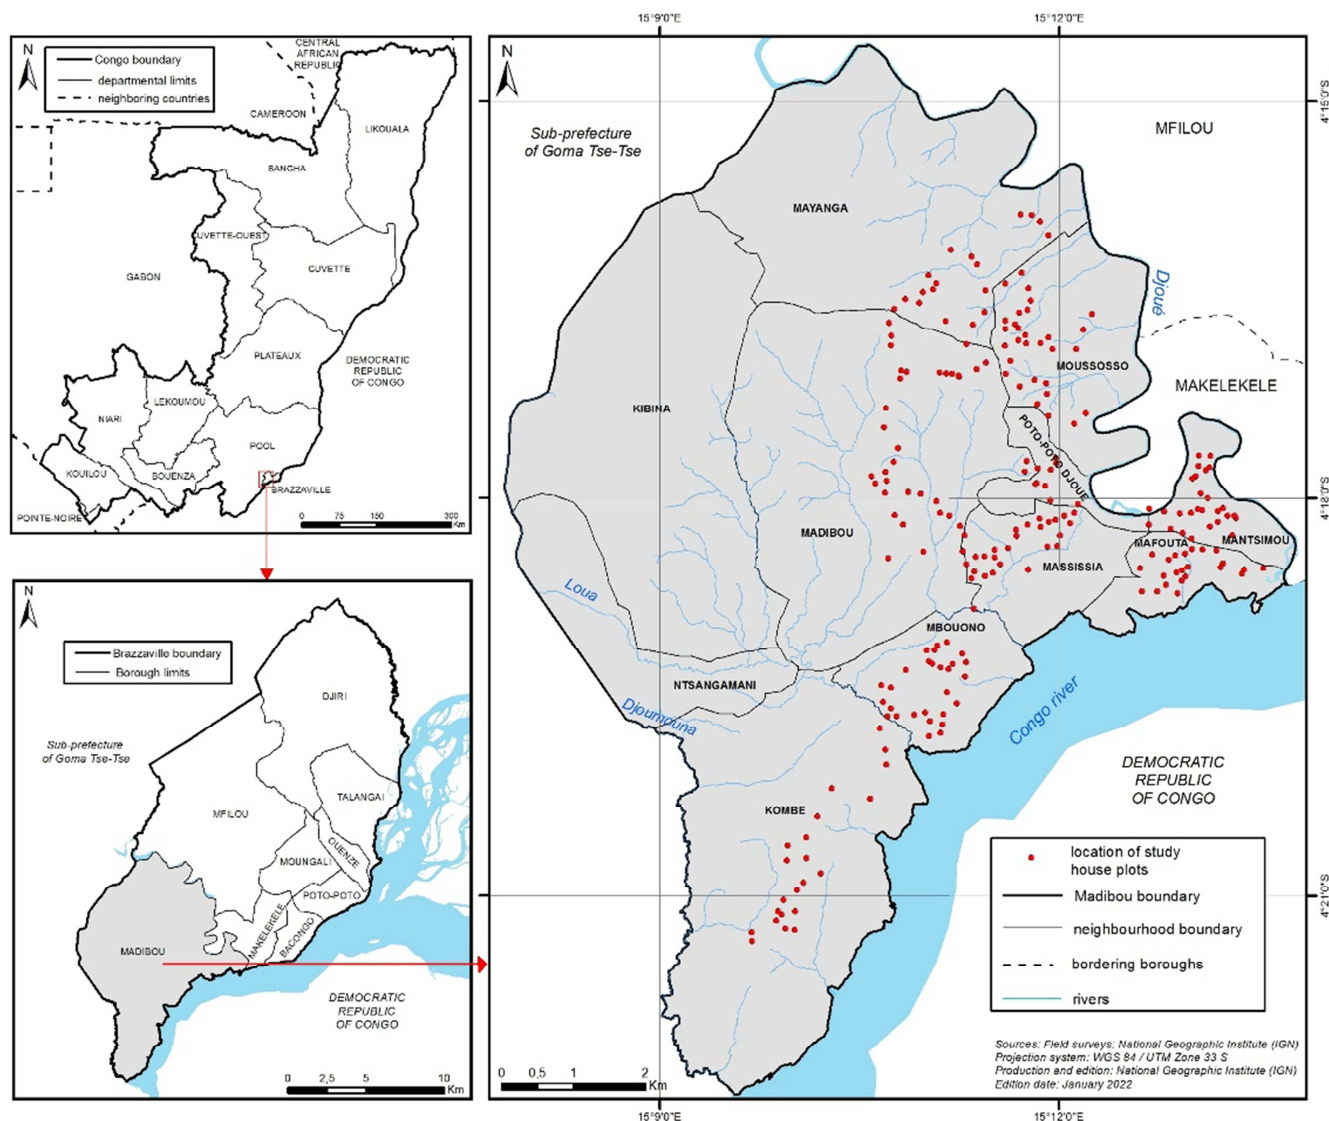 N
Congo boundary
departmental limits
neighboring countries
CENTRAL
AFRICAN
REPUBLIC
CAMEROON
LIKOUALA
SANGHA
CUVETTE-OUEST
CUVETTE
GABON
PLATEAUX
DEMOCRATIC
REPUBLIC
OF CONGO
NIARI
LEKOUMOU
POOL
KOUILOU
BOUENZA
BRAZZAVILLE
POINTE-NOIRE
0 75 150 300
Km
N
Brazzaville boundary
Borough limits
DJIRI
Sub-prefecture
of Goma Tse-Tse
TALANGAI
MFILOU
OUENZE
MOUNGALI
POTO-POTO
MAKELEKELE
BACONGO
MADIBOU
DEMOCRATIC
REPUBLIC
OF CONGO
0 2,5 5 10
Km
15°9'0"E 15°12'0"E
N
4°15'0"S
Sub-prefecture
of Goma Tse-Tse
MFILOU
MAYANGA
Djoué
MOUSSOSSO
MAKELEKELE
KIBINA
POTO-POTO DJOUE
4°18'0"S
MADIBOU
MAFOUTA
MANTSIMOU
MASSISSIA
Loua
MBOUONO
NTSANGAMANI
Djoumouna
Congo river
DEMOCRATIC
REPUBLIC
OF CONGO
KOMBE
location of study
house plots
Madibou boundary
neighbourhood boundary
bordering boroughs
rivers
4°21'0"S
Sources: Field surveys; National Geographic Institute (IGN)
Projection system: WGS 84 / UTM Zone 33 S
Production and edition: National Geographic Institute (IGN)
Edition date: January 2022
0 0,5 1 2
Km
15°9'0"E 15°12'0"E